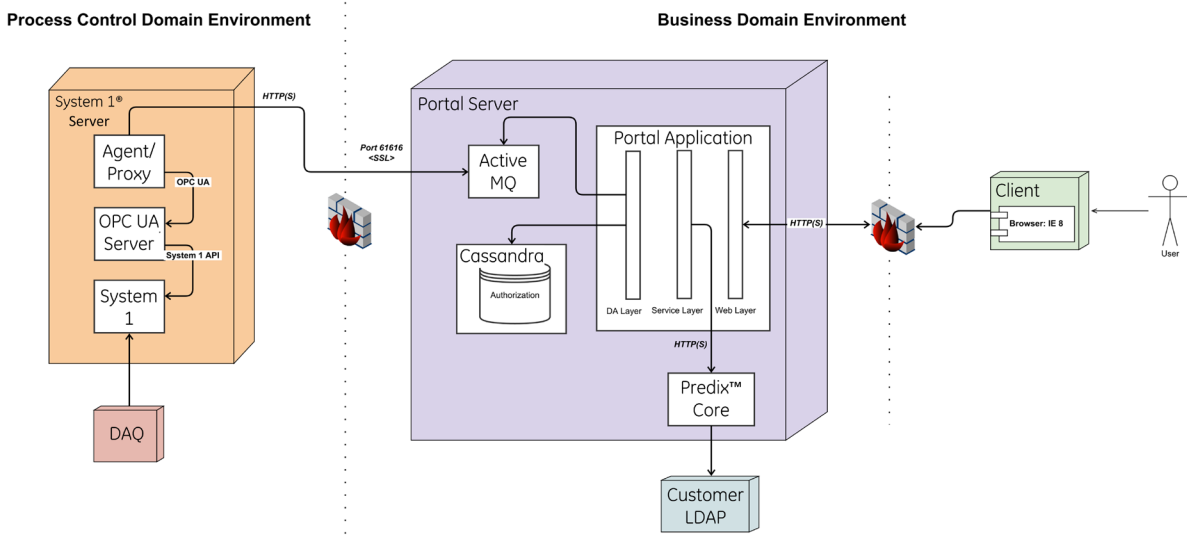 Process Control Domain Environment
Business Domain Environment
System 1®
Server
HTTP(S)
Agent/
Proxy
OPC UA
OPC UA
Server
System 1 API
System
1
DAQ
Port 61616
<SSL>
Portal Server
Active
MQ
Cassandra
Authorization
Portal Application
DA Layer
Service Layer
Web Layer
HTTP(S)
Predix™
Core
Customer
LDAP
HTTP(S)
Client
Browser: IE 8
User